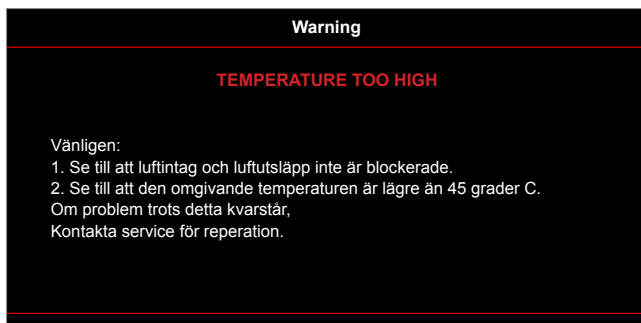 Warning
TEMPERATURE TOO HIGH
Vänligen:
1. Se till att luftintag och luftutsläpp inte är blockerade.
2. Se till att den omgivande temperaturen är lägre än 45 grader C.
Om problem trots detta kvarstår,
Kontakta service för reperation.